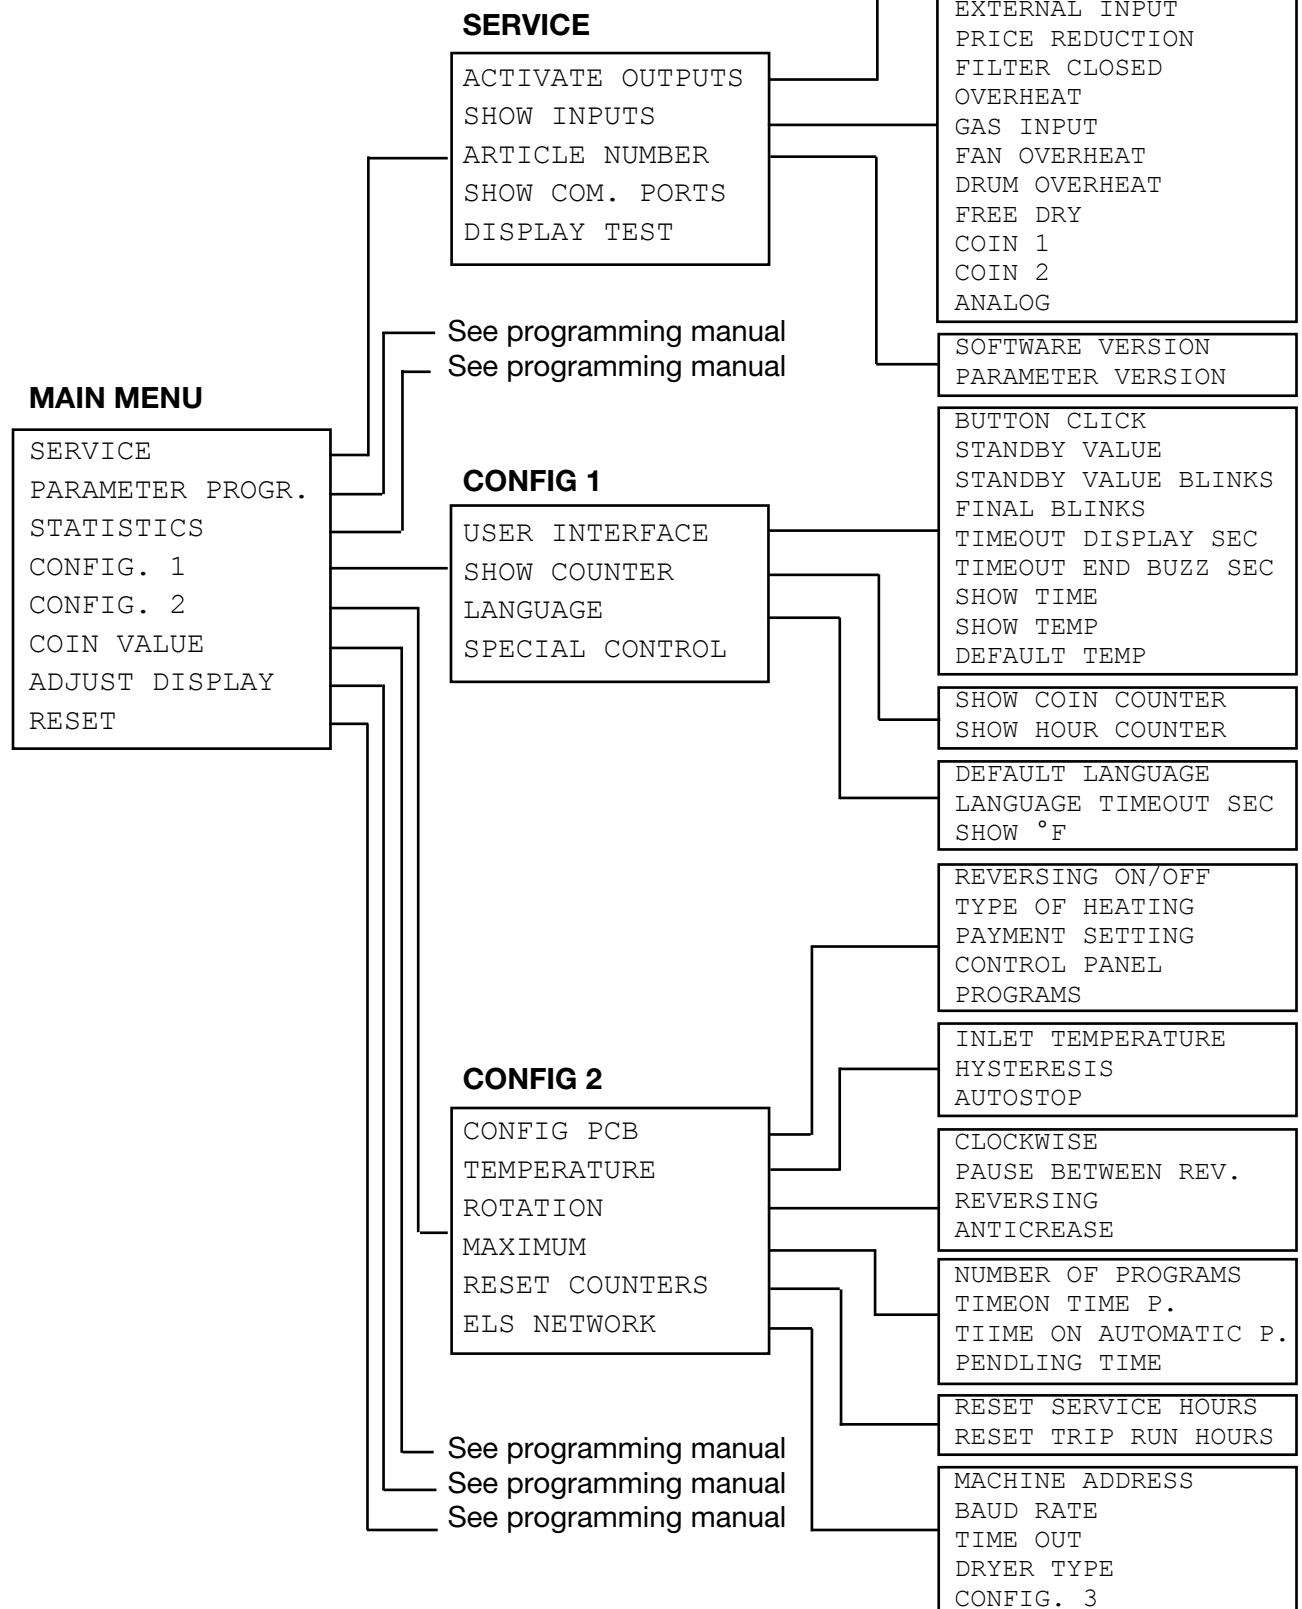 SERVICE
ACTIVATE OUTPUTS
SHOW INPUTS
ARTICLE NUMBER
SHOW COM. PORTS
DISPLAY TEST
EXTERNAL INPUT
PRICE REDUCTION
FILTER CLOSED
OVERHEAT
GAS INPUT
FAN OVERHEAT
DRUM OVERHEAT
FREE DRY
COIN 1
COIN 2
ANALOG
SOFTWARE VERSION
PARAMETER VERSION
See programming manual
See programming manual
MAIN MENU
SERVICE
PARAMETER PROGR.
STATISTICS
CONFIG. 1
CONFIG. 2
COIN VALUE
ADJUST DISPLAY
RESET
CONFIG 1
USER INTERFACE
SHOW COUNTER
LANGUAGE
SPECIAL CONTROL
BUTTON CLICK
STANDBY VALUE
STANDBY VALUE BLINKS
FINAL BLINKS
TIMEOUT DISPLAY SEC
TIMEOUT END BUZZ SEC
SHOW TIME
SHOW TEMP
DEFAULT TEMP
SHOW COIN COUNTER
SHOW HOUR COUNTER
DEFAULT LANGUAGE
LANGUAGE TIMEOUT SEC
SHOW °F
CONFIG 2
CONFIG PCB
TEMPERATURE
ROTATION
MAXIMUM
RESET COUNTERS
ELS NETWORK
REVERSING ON/OFF
TYPE OF HEATING
PAYMENT SETTING
CONTROL PANEL
PROGRAMS
INLET TEMPERATURE
HYSTERESIS
AUTOSTOP
CLOCKWISE
PAUSE BETWEEN REV.
REVERSING
ANTICREASE
NUMBER OF PROGRAMS
TIMEON TIME P.
TIIME ON AUTOMATIC P.
PENDLING TIME
RESET SERVICE HOURS
RESET TRIP RUN HOURS
MACHINE ADDRESS
BAUD RATE
TIME OUT
DRYER TYPE
CONFIG. 3
See programming manual
See programming manual
See programming manual